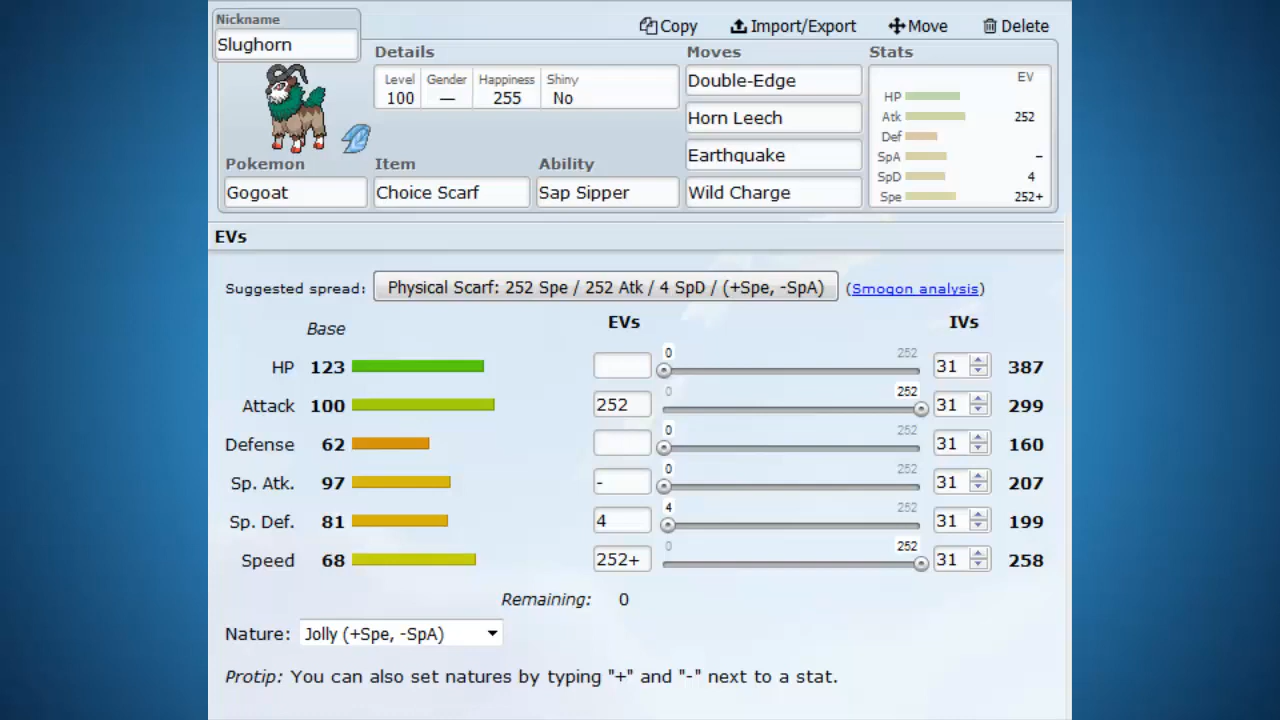 Nickname
Slughorn
Copy Import/Export Move Delete
Details Moves Stats
Level Gender Happiness Shiny
100 — 255 No
Double-Edge
Horn Leech
Earthquake
Wild Charge
EV
HP
Atk 252
Def
SpA –
SpD 4
Spe 252+
Pokemon Item Ability
Gogoat Choice Scarf Sap Sipper
EVs
Suggested spread: Physical Scarf: 252 Spe / 252 Atk / 4 SpD / (+Spe, -SpA) (Smogon analysis)
Base EVs IVs
HP 123 0 252 31 387
Attack 100 252 0 252 31 299
Defense 62 0 252 31 160
Sp. Atk. 97 - 0 252 31 207
Sp. Def. 81 4 4 252 31 199
Speed 68 252+ 0 252 31 258
Remaining: 0
Nature: Jolly (+Spe, -SpA)
Protip: You can also set natures by typing "+" and "-" next to a stat.